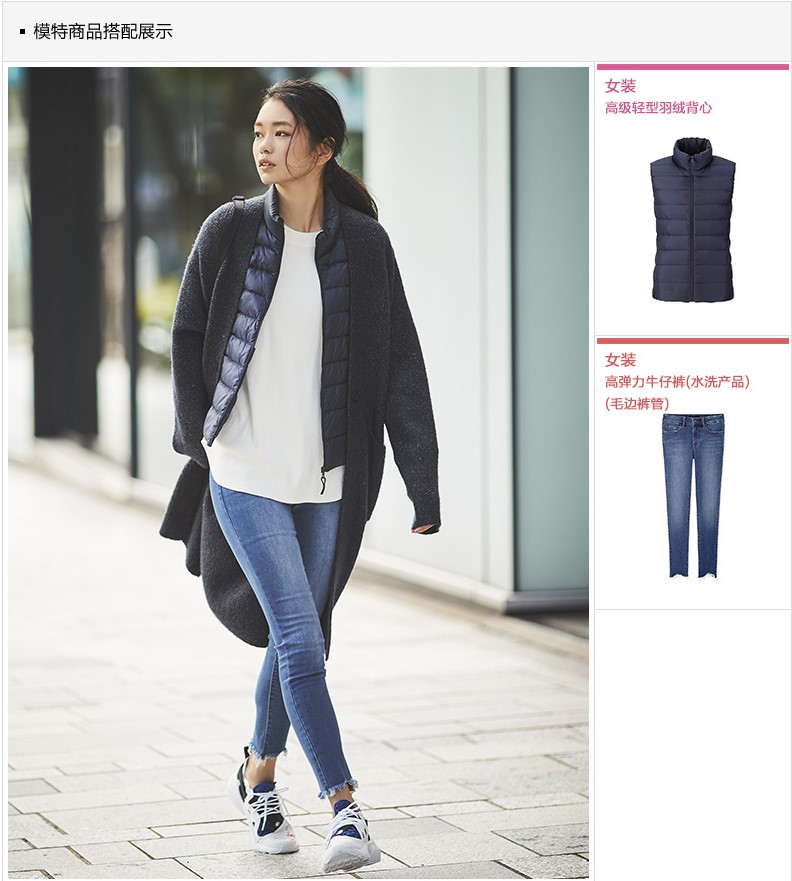 模特商品搭配展示
女装
高级轻型羽绒背心
女装
高弹力牛仔裤(水洗产品)
(毛边裤管)